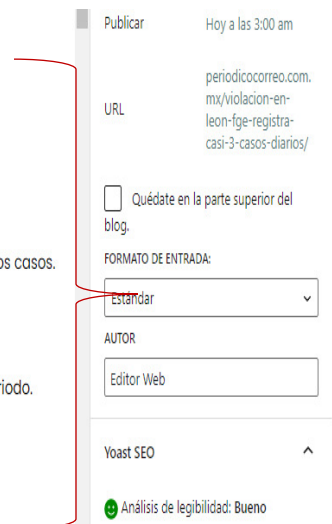 Publicar
Hoy a las 3:00 am
URL
periodicocorreo.com.
mx/violacion-en-
leon-fge-registra-
casi-3-casos-diarios/
Quédate en la parte superior del
blog.
os casos.
FORMATO DE ENTRADA:
Estándar
AUTOR
Editor Web
riodo.
Yoast SEO
Análisis de legibilidad: Bueno